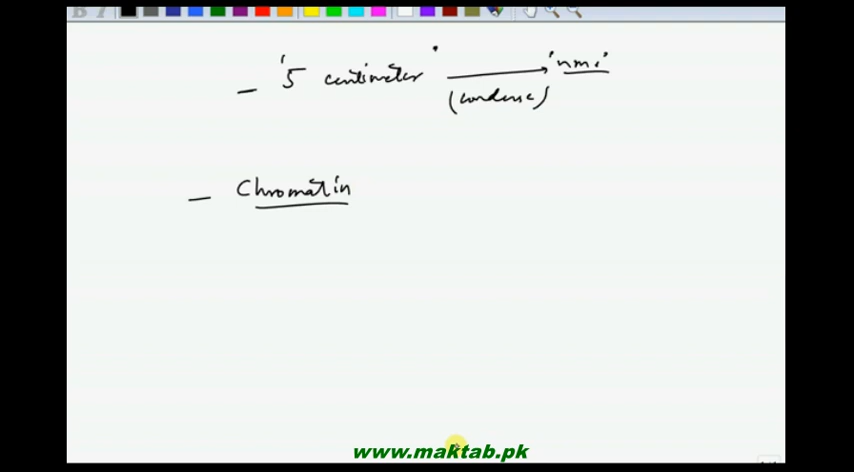 — '5 centimeter' → 'nm.'
(condense)
— Chromatin
www.maktab.pk